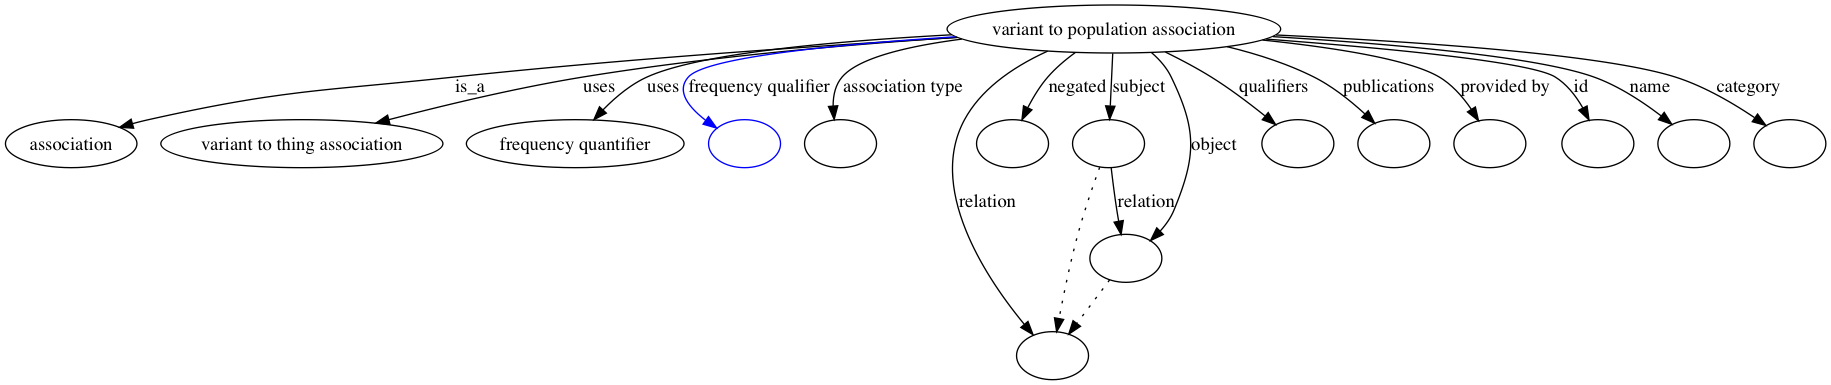 variant to population association
is_a
uses
uses
frequency qualifier
association type
negated
subject
qualifiers
publications
provided by
id
name
category
association
variant to thing association
frequency quantifier
object
relation
relation